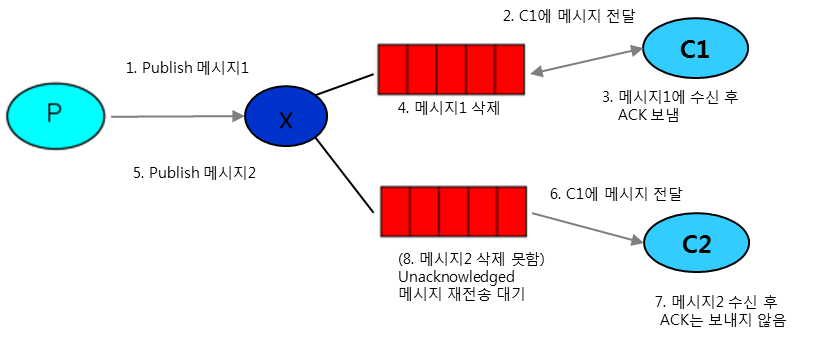 2. C1에 메시지 전달
C1
1. Publish 메시지1
3. 메시지1에 수신 후
ACK 보냄
4. 메시지1 삭제
P
X
5. Publish 메시지2
6. C1에 메시지 전달
C2
(8. 메시지2 삭제 못함)
Unacknowledged
메시지 재전송 대기
7. 메시지2 수신 후
ACK는 보내지 않음